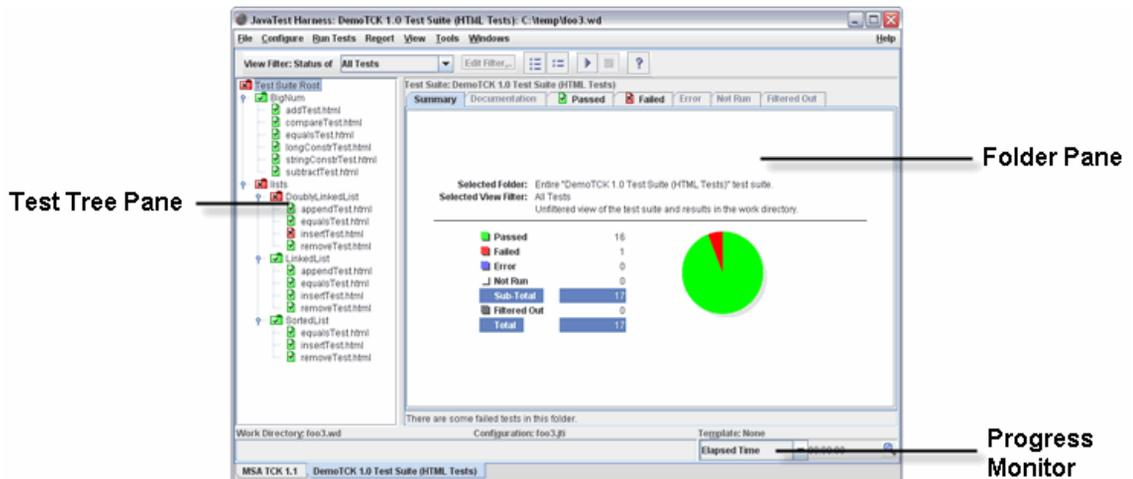 JavaTest Harness: DemoTCK 1.0 Test Suite (HTML Tests): C:\temp\foo3.wd
File Configure Run Tests Report View Tools Windows Help
View Filter: Status of All Tests Edit Filter... ?
Test Suite Root
BigNum
addTest.html
compareTest.html
equalsTest.html
longConstrTest.html
stringConstrTest.html
subtractTest.html
lists
DoublyLinkedList
appendTest.html
equalsTest.html
insertTest.html
removeTest.html
LinkedList
appendTest.html
equalsTest.html
insertTest.html
removeTest.html
SortedList
equalsTest.html
insertTest.html
removeTest.html
Test Suite: DemoTCK 1.0 Test Suite (HTML Tests)
Summary Documentation Passed Failed Error Not Run Filtered Out
Selected Folder: Entire "DemoTCK 1.0 Test Suite (HTML Tests)" test suite.
Selected View Filter: All Tests
Unfiltered view of the test suite and results in the work directory.
Passed 16
Failed 1
Error 0
Not Run 0
Sub-Total 17
Filtered Out 0
Total 17
There are some failed tests in this folder.
Work Directory: foo3.wd Configuration: foo3.jti Template: None
Elapsed Time 00:00:00
MSA TCK 1.1 DemoTCK 1.0 Test Suite (HTML Tests)
Test Tree Pane
Folder Pane
Progress
Monitor